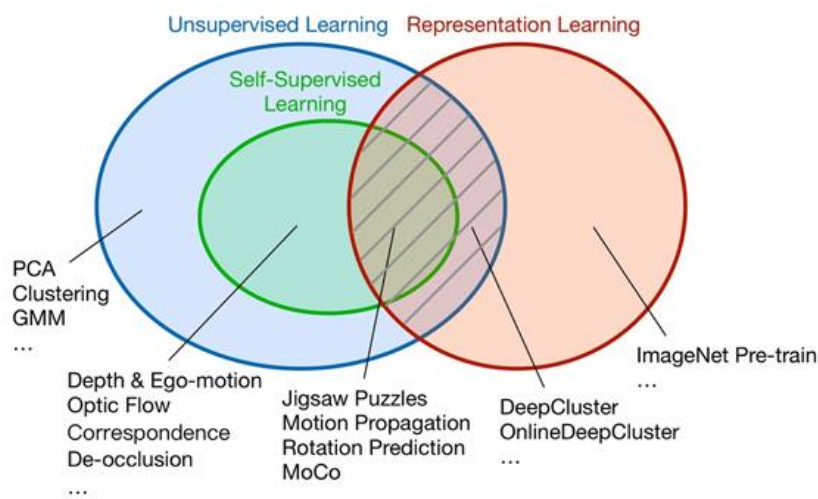 Unsupervised Learning
Representation Learning
Self-Supervised
Learning
PCA
Clustering
GMM
...
Depth & Ego-motion
Optic Flow
Correspondence
De-occlusion
...
Jigsaw Puzzles
Motion Propagation
Rotation Prediction
MoCo
DeepCluster
OnlineDeepCluster
...
ImageNet Pre-train
...